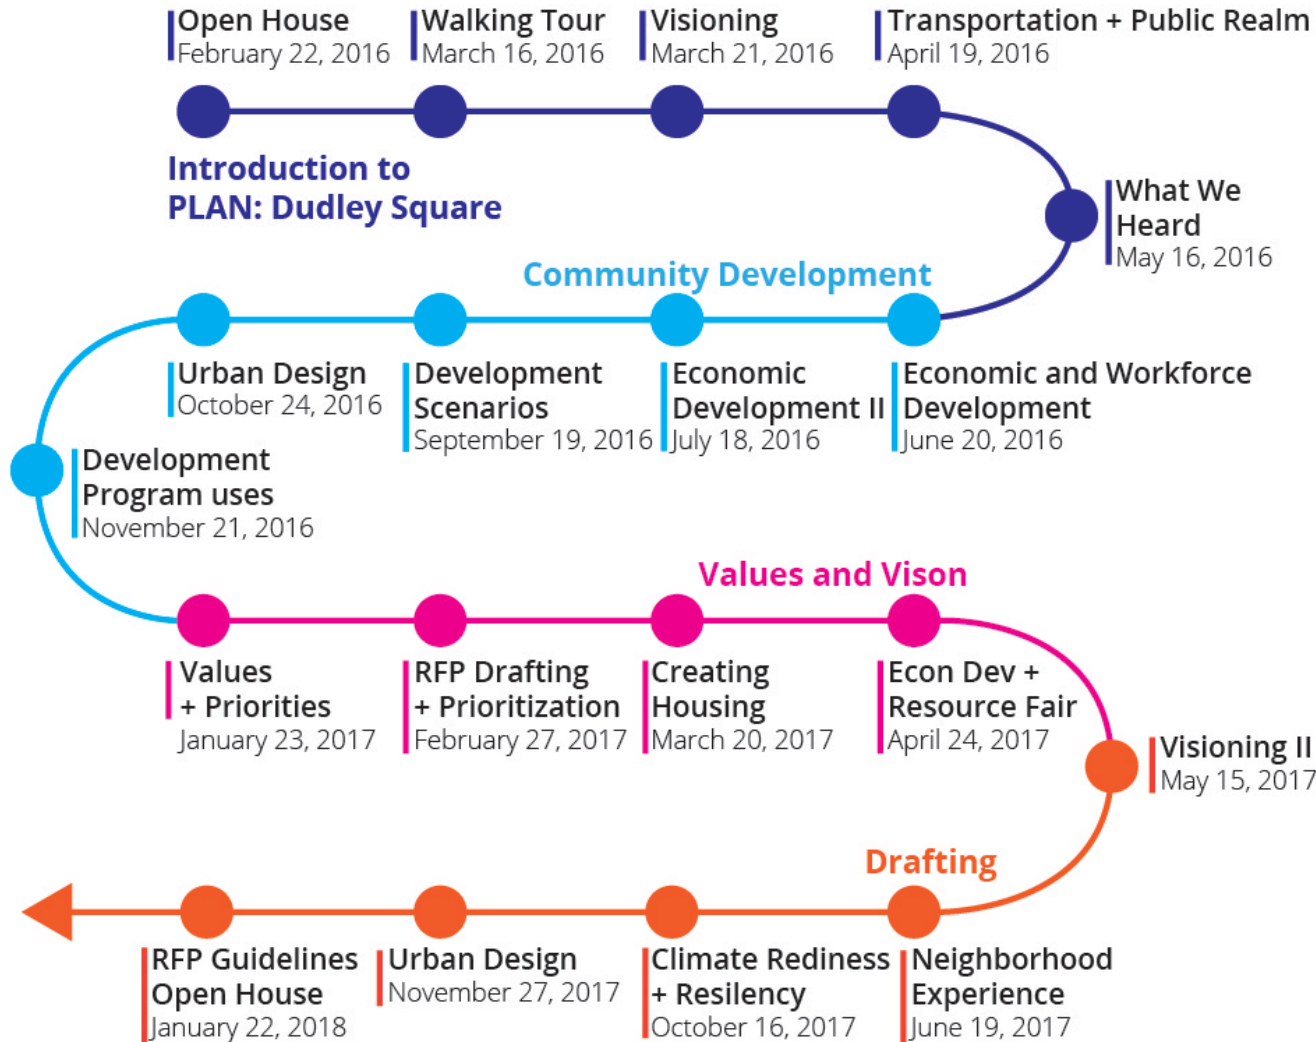 Open House
February 22, 2016
Walking Tour
March 16, 2016
Visioning
March 21, 2016
Transportation + Public Realm
April 19, 2016
Introduction to
PLAN: Dudley Square
What We
Heard
May 16, 2016
Community Development
Economic and Workforce
Development
June 20, 2016
Economic
Development II
July 18, 2016
Development
Scenarios
September 19, 2016
Urban Design
October 24, 2016
Development
Program uses
November 21, 2016
Values and Vison
Values
+ Priorities
January 23, 2017
RFP Drafting
+ Prioritization
February 27, 2017
Creating
Housing
March 20, 2017
Econ Dev +
Resource Fair
April 24, 2017
Visioning II
May 15, 2017
Drafting
Neighborhood
Experience
June 19, 2017
Climate Rediness
+ Resilency
October 16, 2017
Urban Design
November 27, 2017
RFP Guidelines
Open House
January 22, 2018